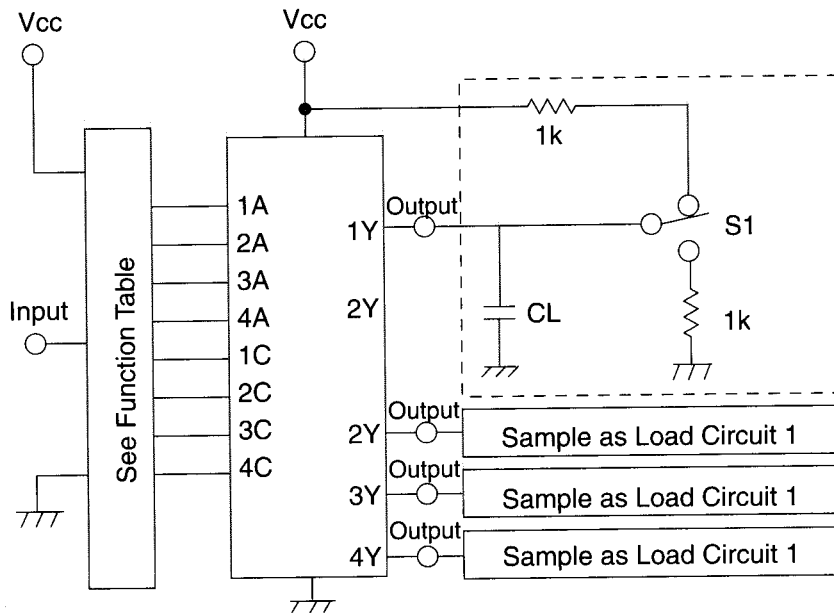 Vcc
Vcc
1k
1A
Output
1Y
S1
2A
3A
2Y
CL
1k
Input
4A
1C
See Function Table
2C
Output
2Y
Sample as Load Circuit 1
3C
4C
Output
3Y
Sample as Load Circuit 1
Output
4Y
Sample as Load Circuit 1